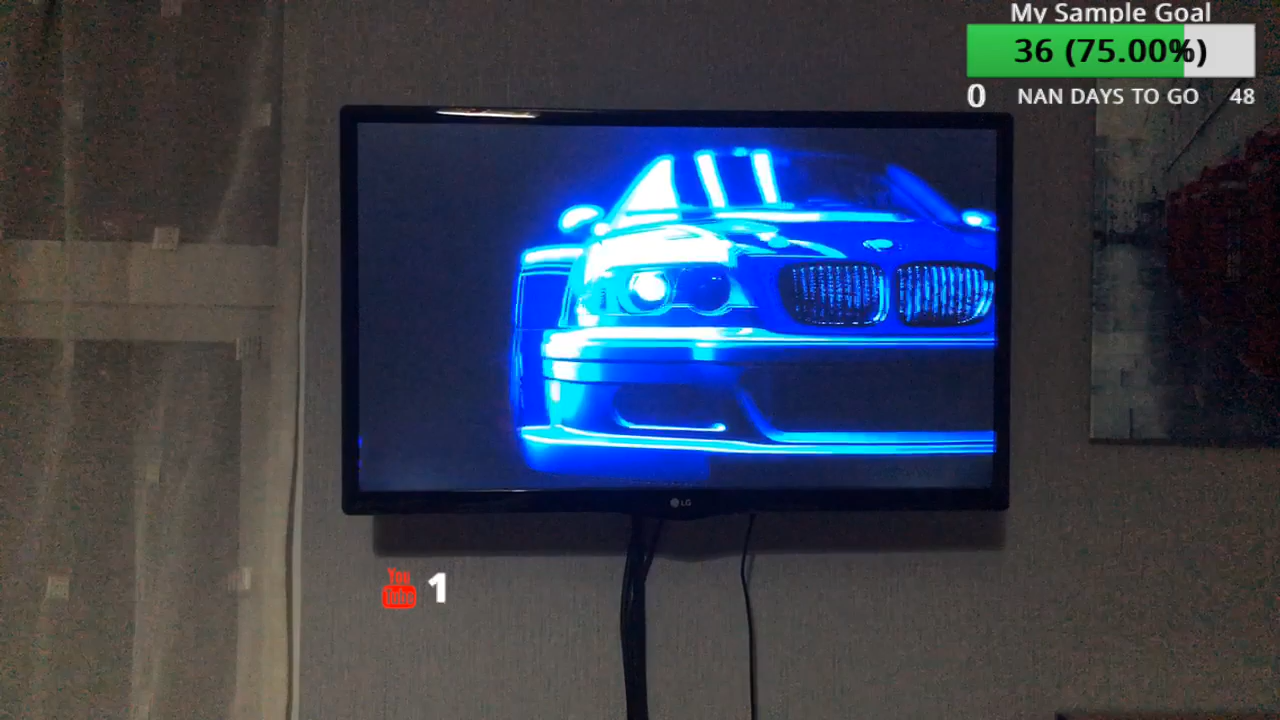 My Sample Goal
36 (75.00%)
0 NAN DAYS TO GO 48
LG
You
Tube 1